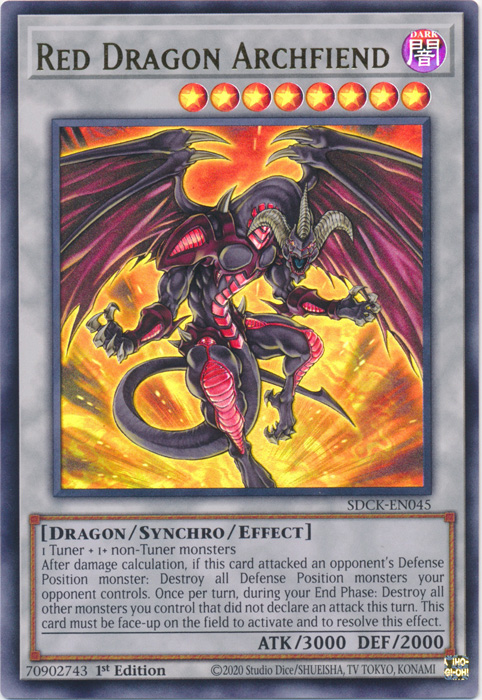 RED DRAGON ARCHFIEND
DARK
闇
SDCK-EN045
[DRAGON/SYNCHRO/EFFECT]
1 Tuner + 1+ non-Tuner monsters
After damage calculation, if this card attacked an opponent's Defense
Position monster: Destroy all Defense Position monsters your
opponent controls. Once per turn, during your End Phase: Destroy all
other monsters you control that did not declare an attack this turn. This
card must be face-up on the field to activate and to resolve this effect.
ATK/3000 DEF/2000
70902743 1st Edition ©2020 Studio Dice/SHUEISHA, TV TOKYO, KONAMI